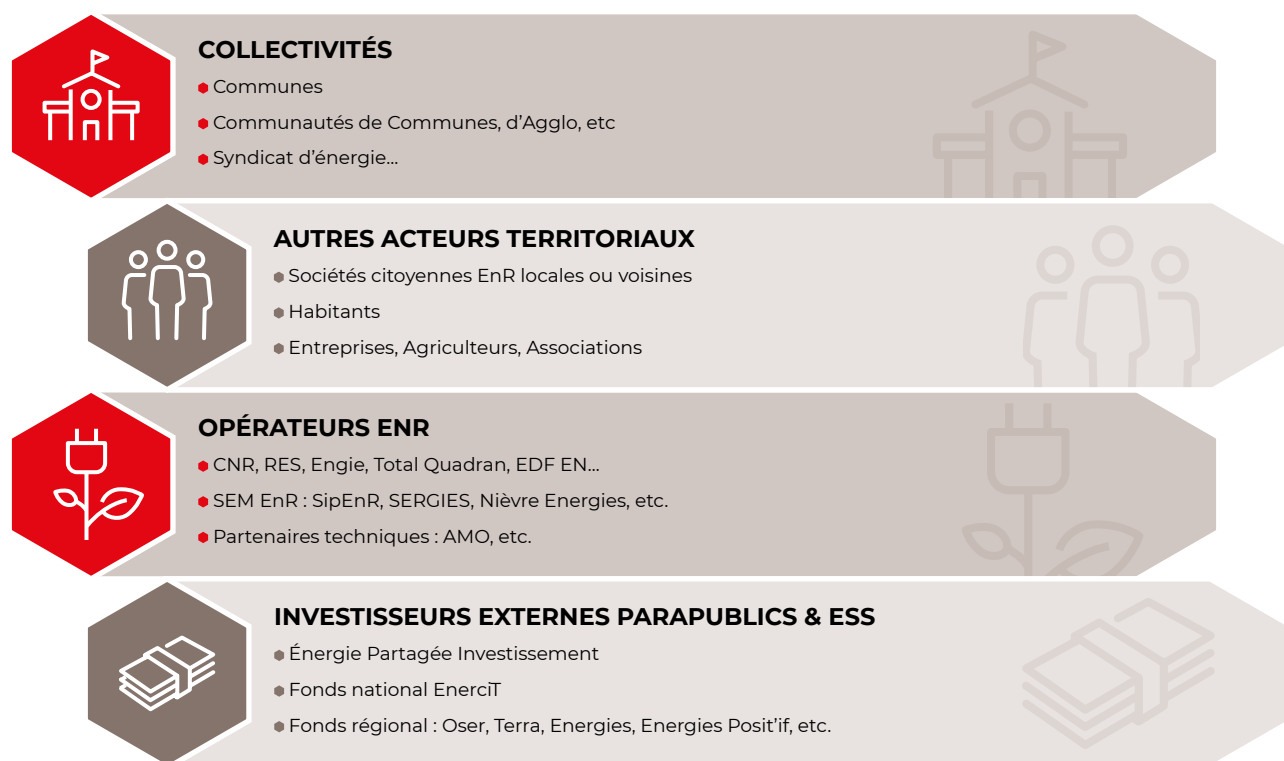 COLLECTIVITÉS
Communes
Communautés de Communes, d’Agglo, etc
Syndicat d’énergie…
AUTRES ACTEURS TERRITORIAUX
Sociétés citoyennes EnR locales ou voisines
Habitants
Entreprises, Agriculteurs, Associations
OPÉRATEURS ENR
CNR, RES, Engie, Total Quadran, EDF EN…
SEM EnR : SipEnR, SERGIES, Nièvre Energies, etc.
Partenaires techniques : AMO, etc.
INVESTISSEURS EXTERNES PARAPUBLICS & ESS
Énergie Partagée Investissement
Fonds national EnerciT
Fonds régional : Oser, Terra, Energies, Energies Posit’if, etc.